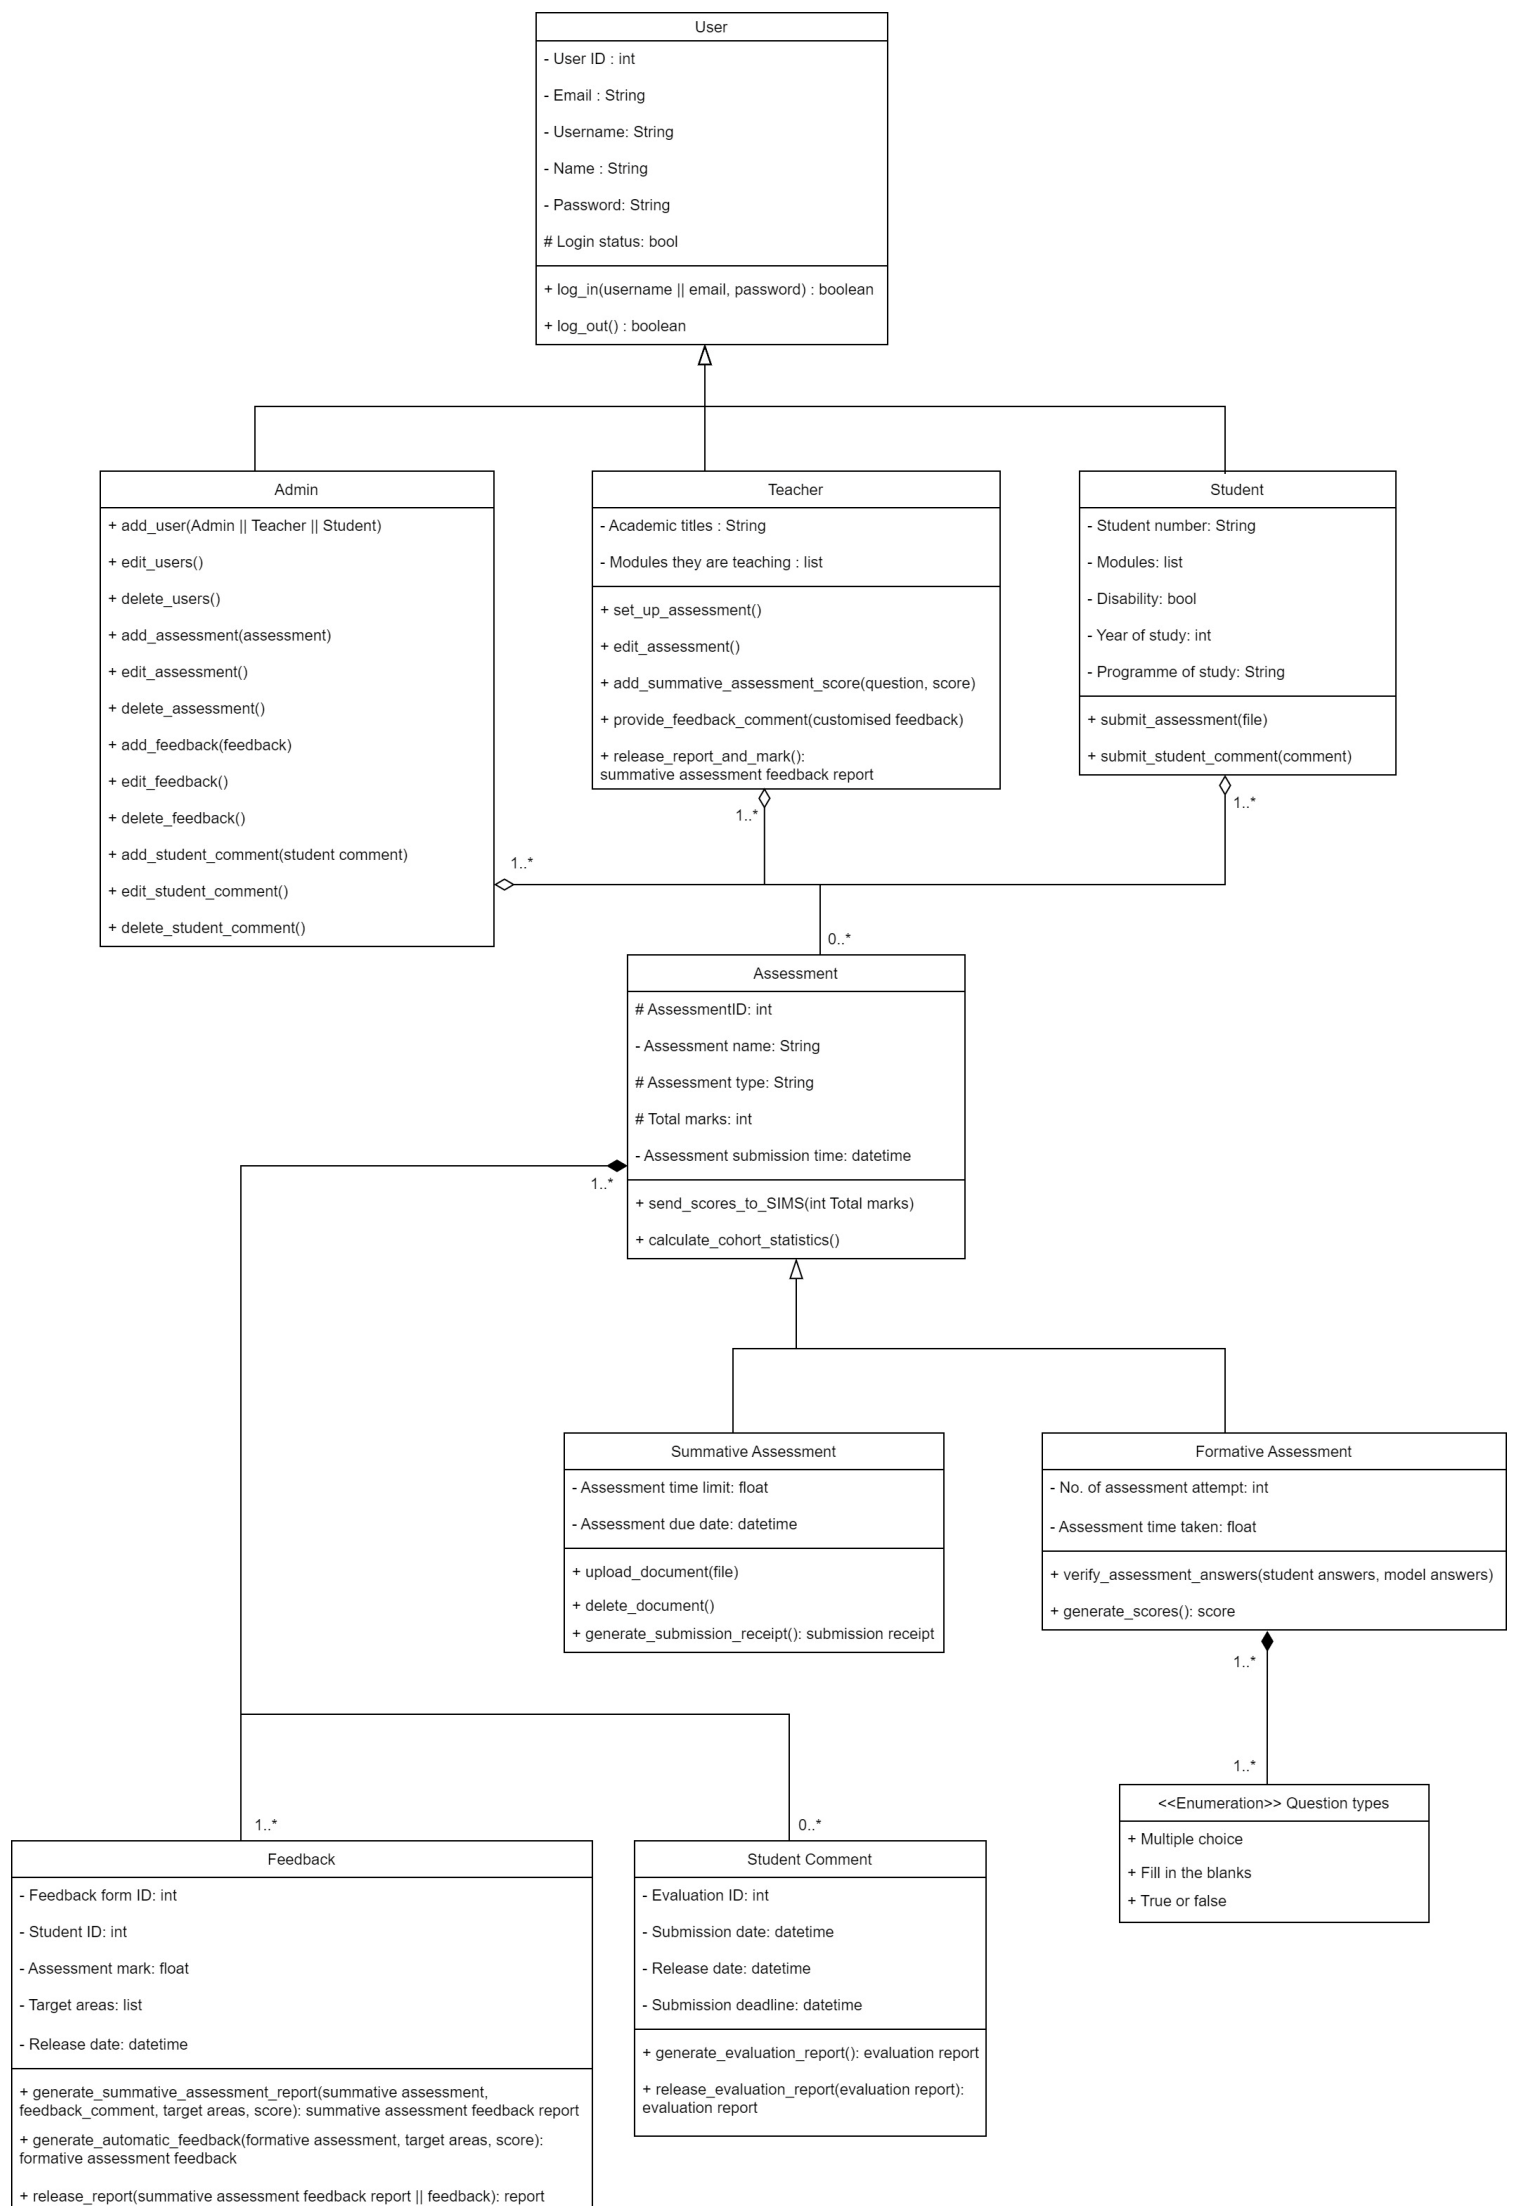 User
- User ID : int
- Email : String
- Username: String
- Name : String
- Password: String
# Login status: bool
+ log_in(username || email, password) : boolean
+ log_out() : boolean
Admin
+ add_user(Admin || Teacher || Student)
+ edit_users()
+ delete_users()
+ add_assessment(assessment)
+ edit_assessment()
+ delete_assessment()
+ add_feedback(feedback)
+ edit_feedback()
+ delete_feedback()
+ add_student_comment(student comment)
+ edit_student_comment()
+ delete_student_comment()
1..*
Teacher
- Academic titles : String
- Modules they are teaching : list
+ set_up_assessment()
+ edit_assessment()
+ add_summative_assessment_score(question, score)
+ provide_feedback_comment(customised feedback)
+ release_report_and_mark():
summative assessment feedback report
1..*
Student
- Student number: String
- Modules: list
- Disability: bool
- Year of study: int
- Programme of study: String
+ submit_assessment(file)
+ submit_student_comment(comment)
1..*
0..*
Assessment
# AssessmentID: int
- Assessment name: String
# Assessment type: String
# Total marks: int
- Assessment submission time: datetime
+ send_scores_to_SIMS(int Total marks)
+ calculate_cohort_statistics()
1..*
Summative Assessment
- Assessment time limit: float
- Assessment due date: datetime
+ upload_document(file)
+ delete_document()
+ generate_submission_receipt(): submission receipt
Formative Assessment
- No. of assessment attempt: int
- Assessment time taken: float
+ verify_assessment_answers(student answers, model answers)
+ generate_scores(): score
1..*
1..*
<<Enumeration>> Question types
+ Multiple choice
+ Fill in the blanks
+ True or false
1..*
Feedback
- Feedback form ID: int
- Student ID: int
- Assessment mark: float
- Target areas: list
- Release date: datetime
+ generate_summative_assessment_report(summative assessment,
feedback_comment, target areas, score): summative assessment feedback report
+ generate_automatic_feedback(formative assessment, target areas, score):
formative assessment feedback
+ release_report(summative assessment feedback report || feedback): report
0..*
Student Comment
- Evaluation ID: int
- Submission date: datetime
- Release date: datetime
- Submission deadline: datetime
+ generate_evaluation_report(): evaluation report
+ release_evaluation_report(evaluation report):
evaluation report